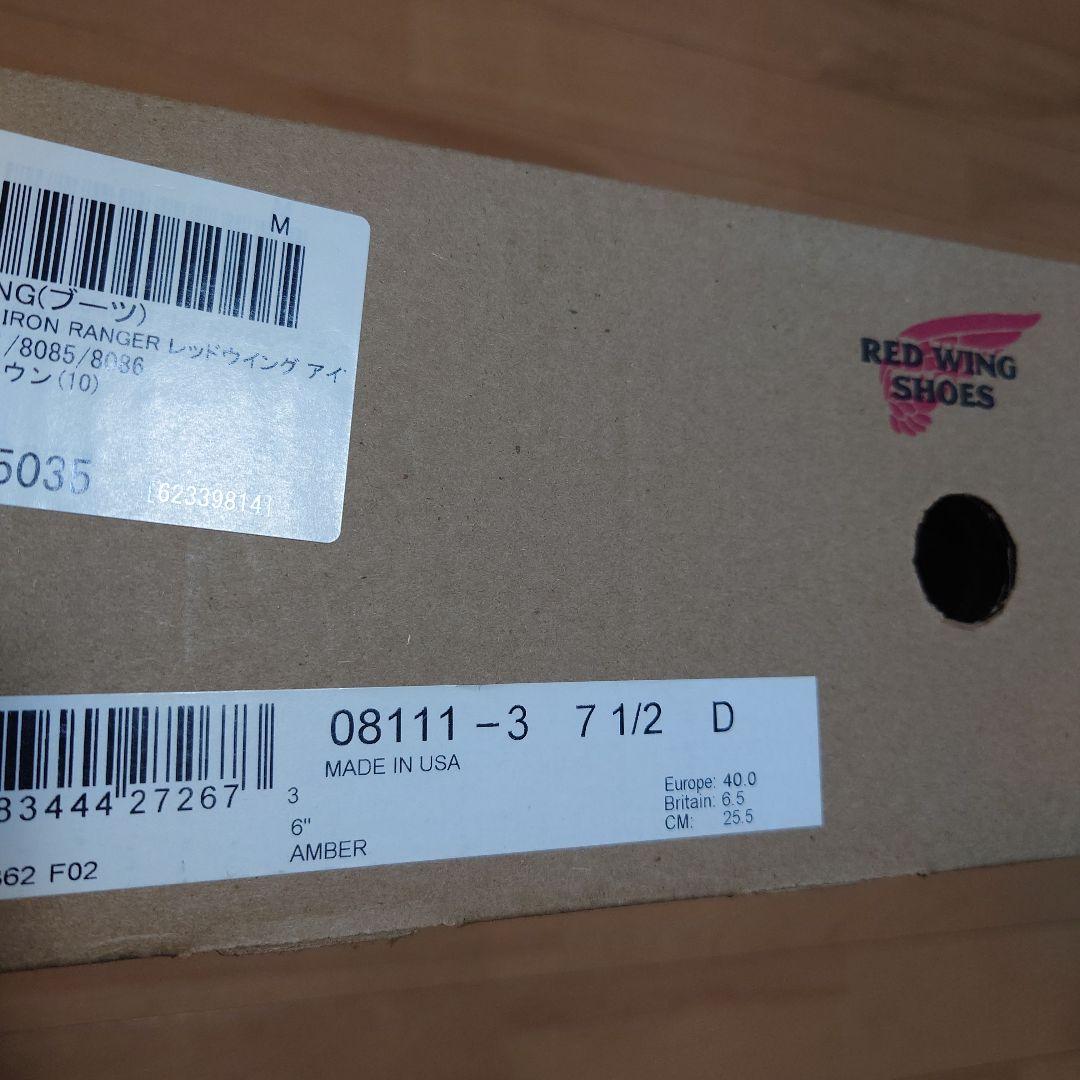 M
NG(ブーツ)
IRON RANGER レッドウイング アイ
/8085/8086
ウン(10)
5035
[62339814]
RED WING
SHOES
08111-3 7 1/2 D
MADE IN USA
83444 27267
3
6"
AMBER
Europe: 40.0
Britain: 6.5
CM: 25.5
62 F02